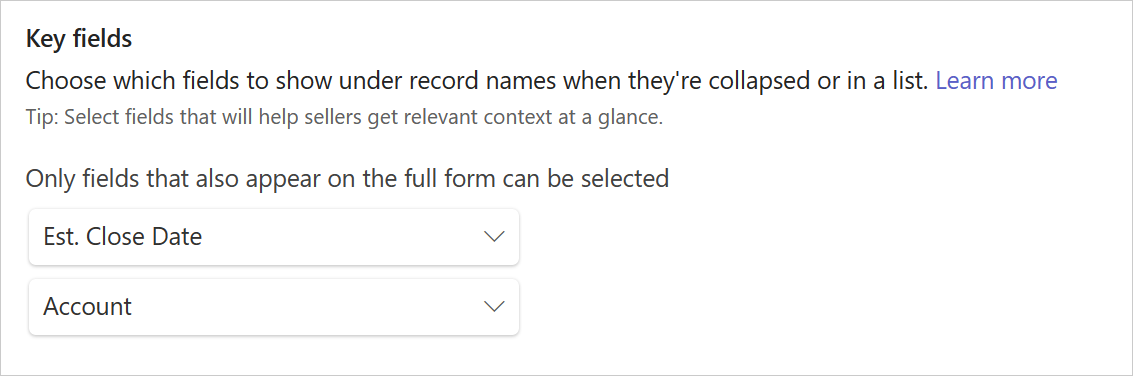 Key fields
Choose which fields to show under record names when they're collapsed or in a list. Learn more
Tip: Select fields that will help sellers get relevant context at a glance.
Only fields that also appear on the full form can be selected
Est. Close Date
Account